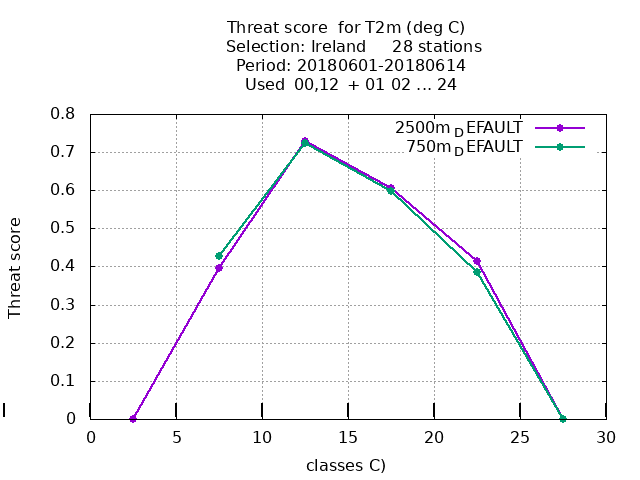 Threat score  for T2m (deg C)
Selection: Ireland     28 stations
Period: 20180601-20180614
Used  00,12  + 01 02 ... 24
0.8
0.7
0.6
0.5
0.4
0.3
0.2
0.1
0
Threat score
2500m_DEFAULT
750m_DEFAULT
0 5 10 15 20 25 30
classes C)